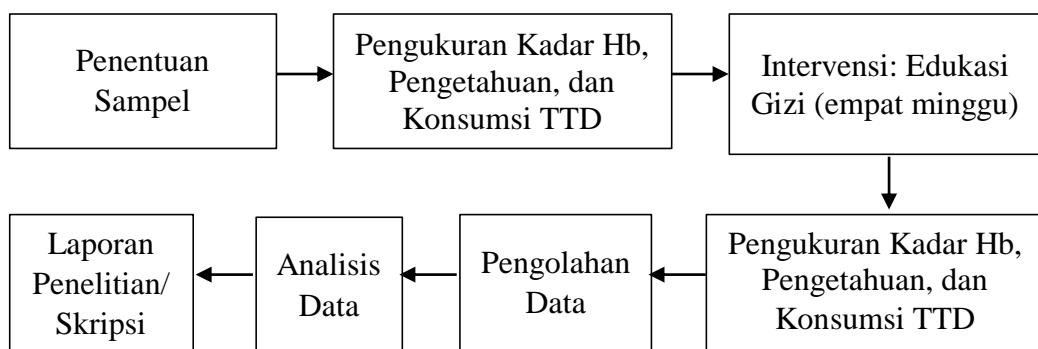 Penentuan
Sampel
Pengukuran Kadar Hb,
Pengetahuan, dan
Konsumsi TTD
Intervensi: Edukasi
Gizi (empat minggu)
Pengukuran Kadar Hb,
Pengetahuan, dan
Konsumsi TTD
Pengolahan
Data
Analisis
Data
Laporan
Penelitian/
Skripsi